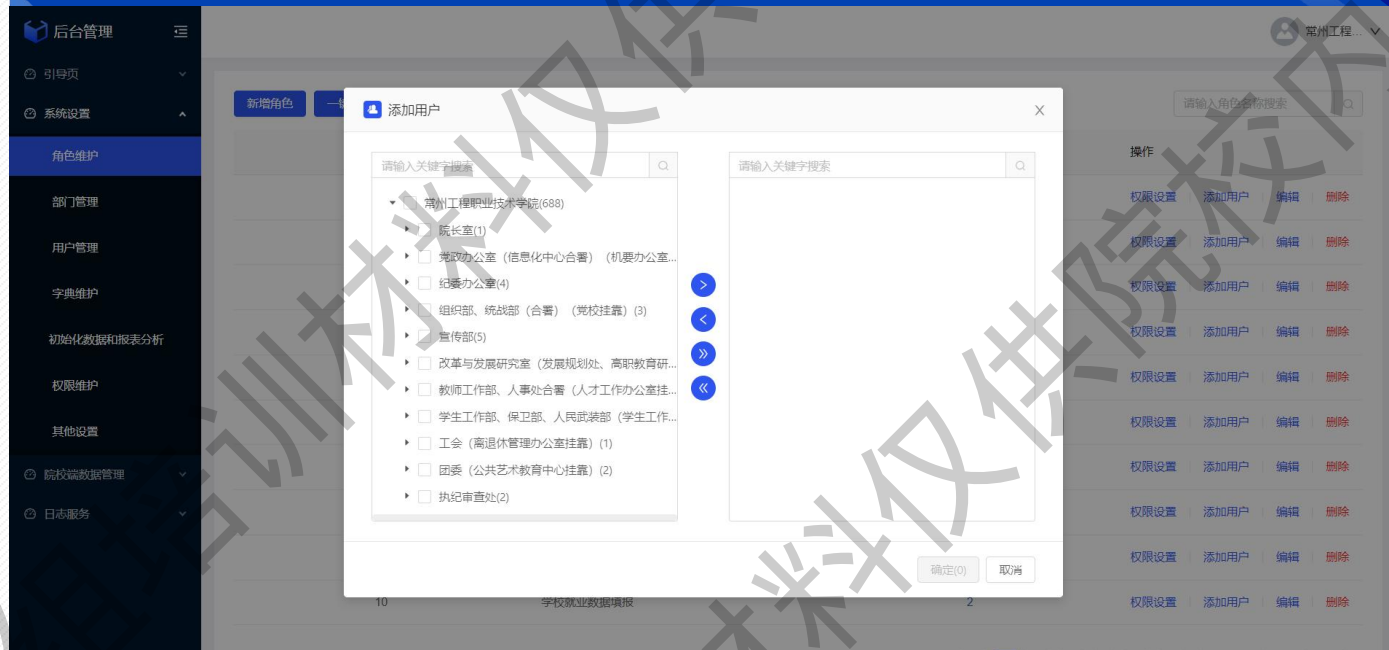 后台管理
常州工程...
引导页
系统设置
角色维护
部门管理
用户管理
字典维护
初始化数据和报表分析
权限维护
其他设置
院校端数据管理
日志服务
新增角色
请输入角色名称搜索
操作
权限设置 添加用户 编辑 删除
权限设置 添加用户 编辑 删除
权限设置 添加用户 编辑 删除
权限设置 添加用户 编辑 删除
权限设置 添加用户 编辑 删除
权限设置 添加用户 编辑 删除
权限设置 添加用户 编辑 删除
权限设置 添加用户 编辑 删除
权限设置 添加用户 编辑 删除
10 学校就业数据填报 2 权限设置 添加用户 编辑 删除
添加用户
请输入关键字搜索
常州工程职业技术学院(688)
院长室(1)
党政办公室（信息化中心合署）（机要办公室...
纪委办公室(4)
组织部、统战部（合署）（党校挂靠）(3)
宣传部(5)
改革与发展研究室（发展规划处、高职教育研...
教师工作部、人事处合署（人才工作办公室挂...
学生工作部、保卫部、人民武装部（学生工作...
工会（离退休管理办公室挂靠）(1)
团委（公共艺术教育中心挂靠）(2)
执纪审查处(2)
请输入关键字搜索
确定(0) 取消